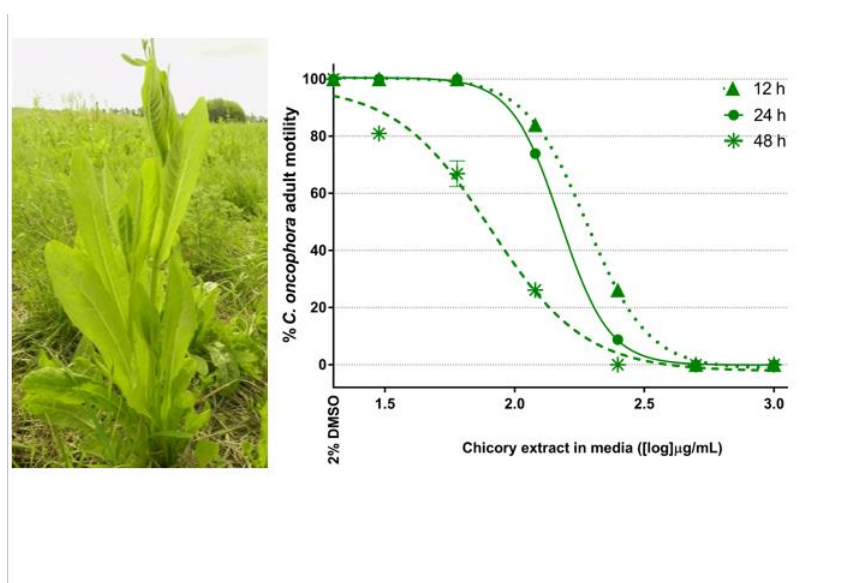 100
80
60
40
20
0
% C. oncophora adult motility
12 h
24 h
48 h
2% DMSO
1.5
2.0
2.5
3.0
Chicory extract in media ([log]µg/mL)